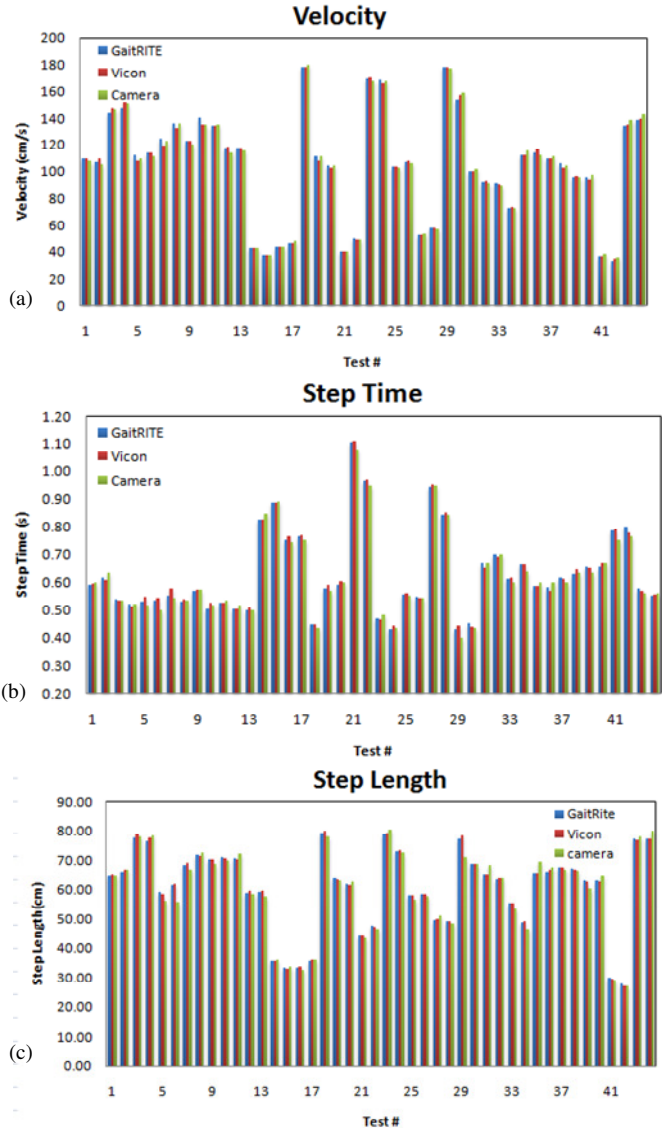 Velocity
200
180
160
140
120
100
80
60
40
20
0
Velocity (cm/s)
GaitRITE
Vicon
Camera
1 5 9 13 17 21 25 29 33 37 41
Test #
(a)
Step Time
1.20
1.10
1.00
0.90
0.80
0.70
0.60
0.50
0.40
0.30
0.20
Step Time (s)
GaitRITE
Vicon
Camera
1 5 9 13 17 21 25 29 33 37 41
Test #
(b)
Step Length
90.00
80.00
70.00
60.00
50.00
40.00
30.00
20.00
10.00
0.00
Step Length(cm)
GaitRite
Vicon
camera
1 5 9 13 17 21 25 29 33 37 41
Test #
(c)